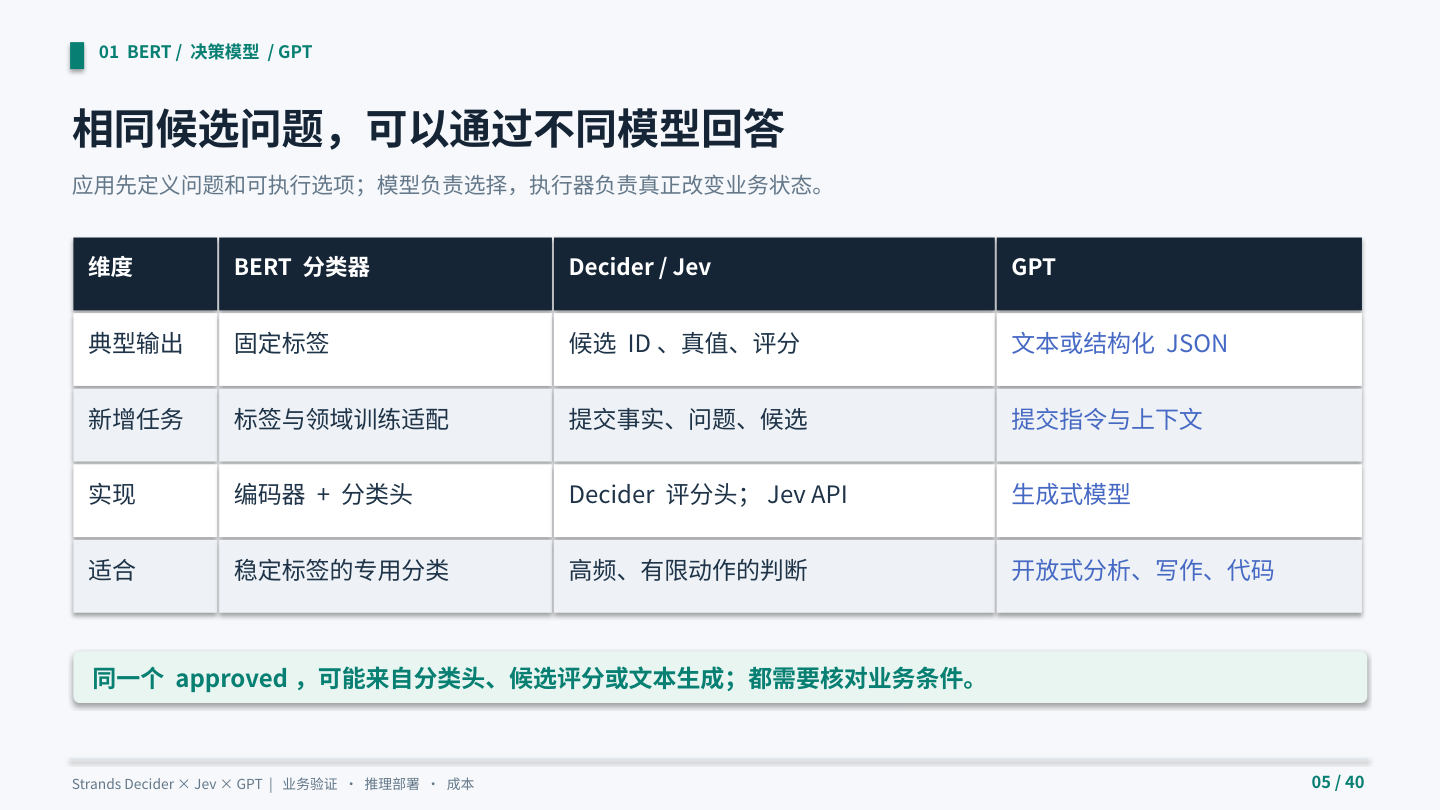 01 BERT / 决策模型 / GPT
相同候选问题，可以通过不同模型回答
应用先定义问题和可执行选项；模型负责选择，执行器负责真正改变业务状态。
维度 BERT 分类器 Decider / Jev GPT
典型输出 固定标签 候选 ID 、真值、评分 文本或结构化 JSON
新增任务 标签与领域训练适配 提交事实、问题、候选 提交指令与上下文
实现 编码器 + 分类头 Decider 评分头； Jev API 生成式模型
适合 稳定标签的专用分类 高频、有限动作的判断 开放式分析、写作、代码
同一个 approved ，可能来自分类头、候选评分或文本生成；都需要核对业务条件。
Strands Decider × Jev × GPT | 业务验证 · 推理部署 · 成本 05 / 40